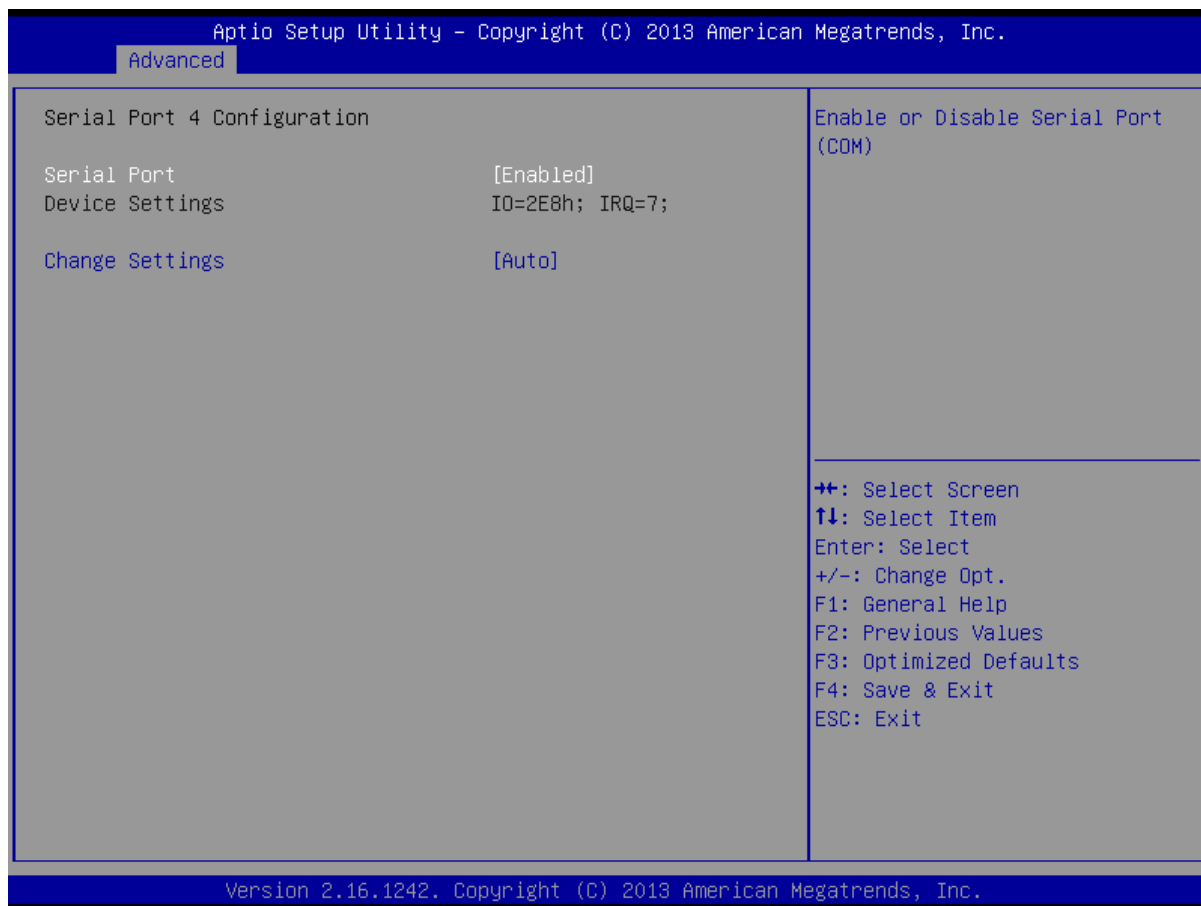 Aptio Setup Utility – Copyright (C) 2013 American Megatrends, Inc.
Advanced
Serial Port 4 Configuration
Serial Port [Enabled]
Device Settings IO=2E8h; IRQ=7;
Change Settings [Auto]
Enable or Disable Serial Port
(COM)
→←: Select Screen
↑↓: Select Item
Enter: Select
+/-: Change Opt.
F1: General Help
F2: Previous Values
F3: Optimized Defaults
F4: Save & Exit
ESC: Exit
Version 2.16.1242. Copyright (C) 2013 American Megatrends, Inc.